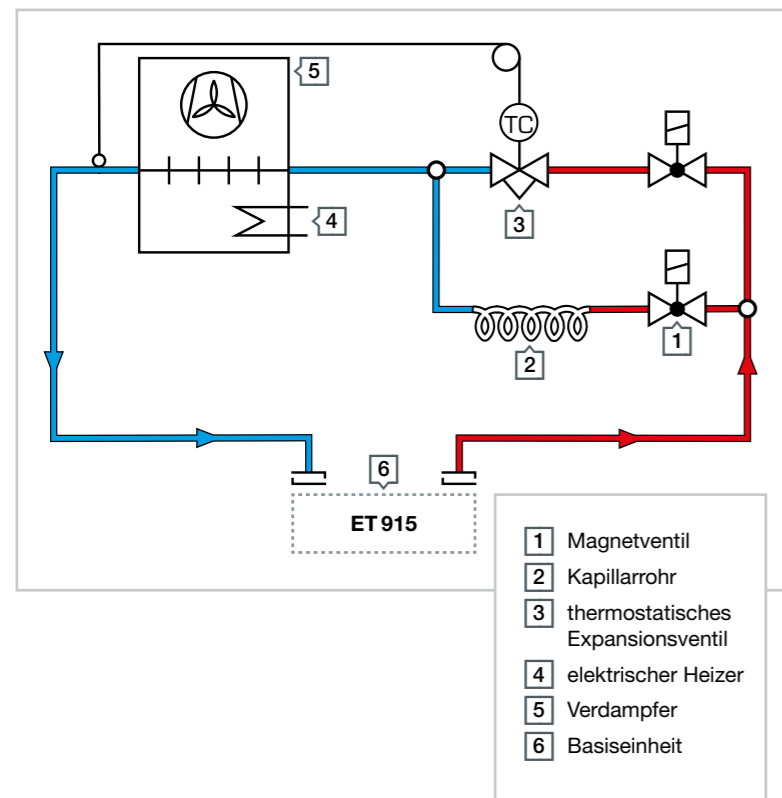 5
TC
4
3
1
2
6
ET 915
1 Magnetventil
2 Kapillarrohr
3 thermostatisches
Expansionsventil
4 elektrischer Heizer
5 Verdampfer
6 Basiseinheit